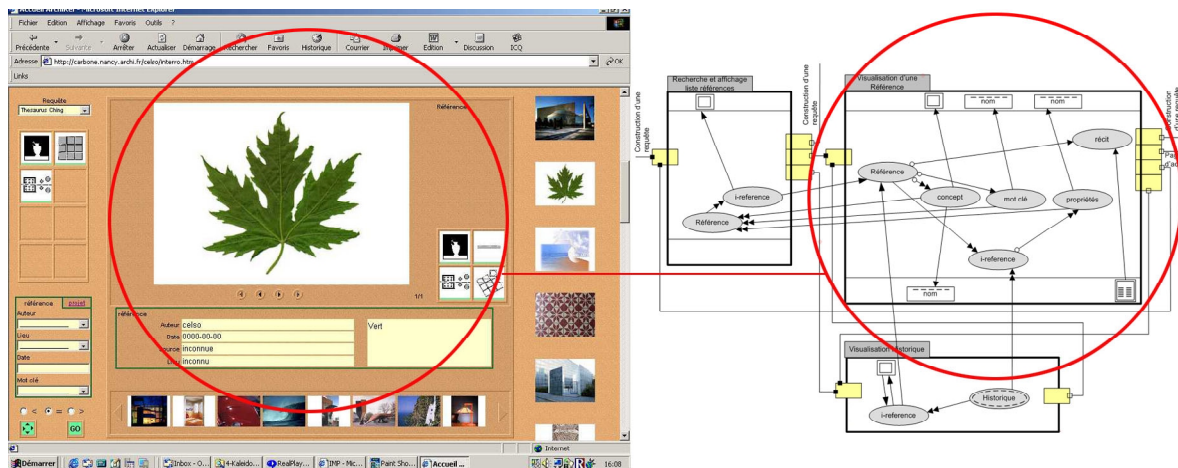 Accueil ArchiRef - Microsoft Internet Explorer
Fichier Edition Affichage Favoris Outils ?
Précédente Suivante Arrêter Actualiser Démarrage Rechercher Favoris Historique Courrier Imprimer Edition Discussion ICQ
Adresse http://carbone.nancy.archi.fr/celso/interro.htm OK
Links
Requête
Thesaurus Ching
Référence
1/1
référence projet
Auteur
Lieu
Date
Mot clé
< = >
GO
référence
Auteur celso
Date 0000-00-00
Source inconnue
Lieu inconnu
Vert
Internet
Démarrer Inbox - O... 4-Kaleido... RealPlay... IMP - Mic... Paint Sho... Accueil ... 16:08
Recherche et affichage
liste références
Construction d'une
requête
i-reference
Référence
Construction d'une
requête
Visualisation d'une
Référence
nom
nom
récit
Référence
concept
mot clé
propriétés
i-reference
nom
Construction
d'une requête
Visualisation Historique
i-reference
Historique